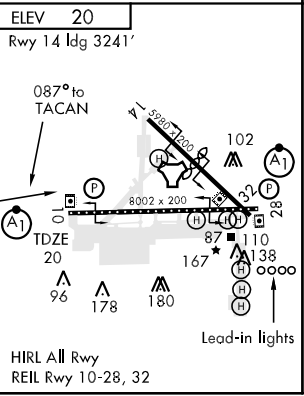 ELEV 20
Rwy 14 ldg 3241'
087° to
TACAN
14
5980 x 200
102
A1
H
P
32
P
28
10
8002 x 200
A1
H
H H
TDZE
20
87
110
167
138
H
96
178
180
H
H
Lead-in lights
HIRL All Rwy
REIL Rwy 10-28, 32